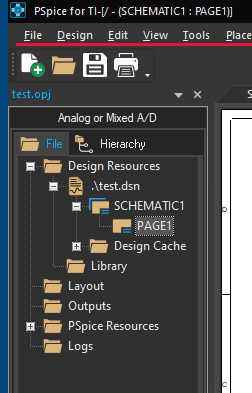 PSpice for TI-[/ - (SCHEMATIC1 : PAGE1)]
File Design Edit View Tools Place
test.opj
Analog or Mixed A/D
File Hierarchy
Design Resources
.\test.dsn
SCHEMATIC1
PAGE1
Design Cache
Library
Layout
Outputs
PSpice Resources
Logs
S
D
C